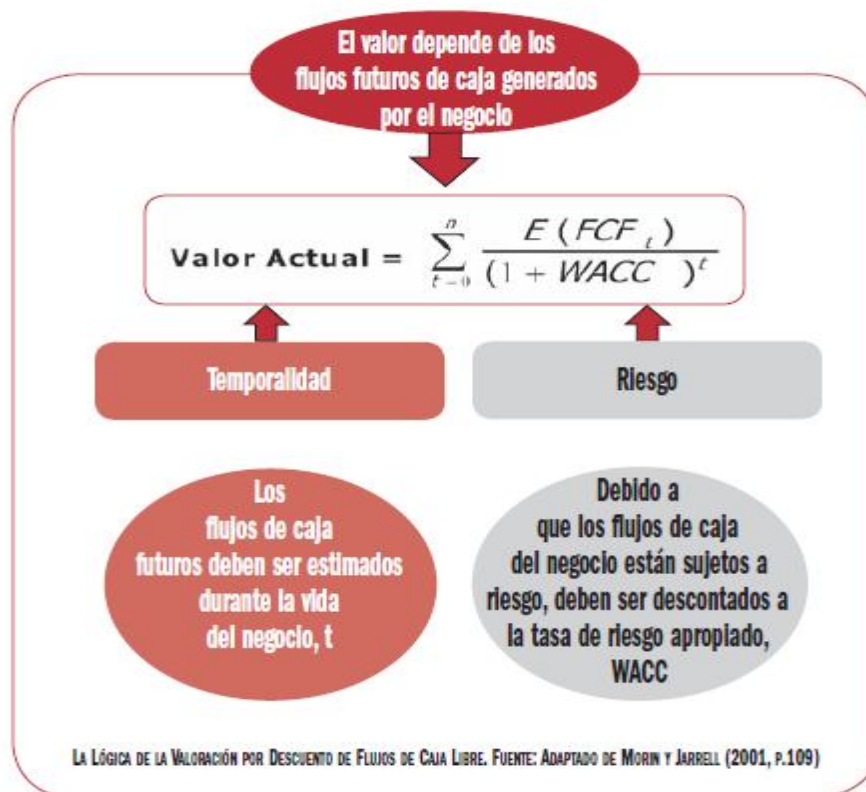 El valor depende de los
flujos futuros de caja generados
por el negocio
Valor Actual = n ∑ t=0 E (FCF t) / (1 + WACC )^t
Temporalidad
Riesgo
Los
flujos de caja
futuros deben ser estimados
durante la vida
del negocio, t
Debido a
que los flujos de caja
del negocio están sujetos a
riesgo, deben ser descontados a
la tasa de riesgo apropiado,
WACC
LA LÓGICA DE LA VALORACIÓN POR DESCUENTO DE FLUJOS DE CAJA LIBRE. FUENTE: ADAPTADO DE MORIN Y JARRELL (2001, P.109)